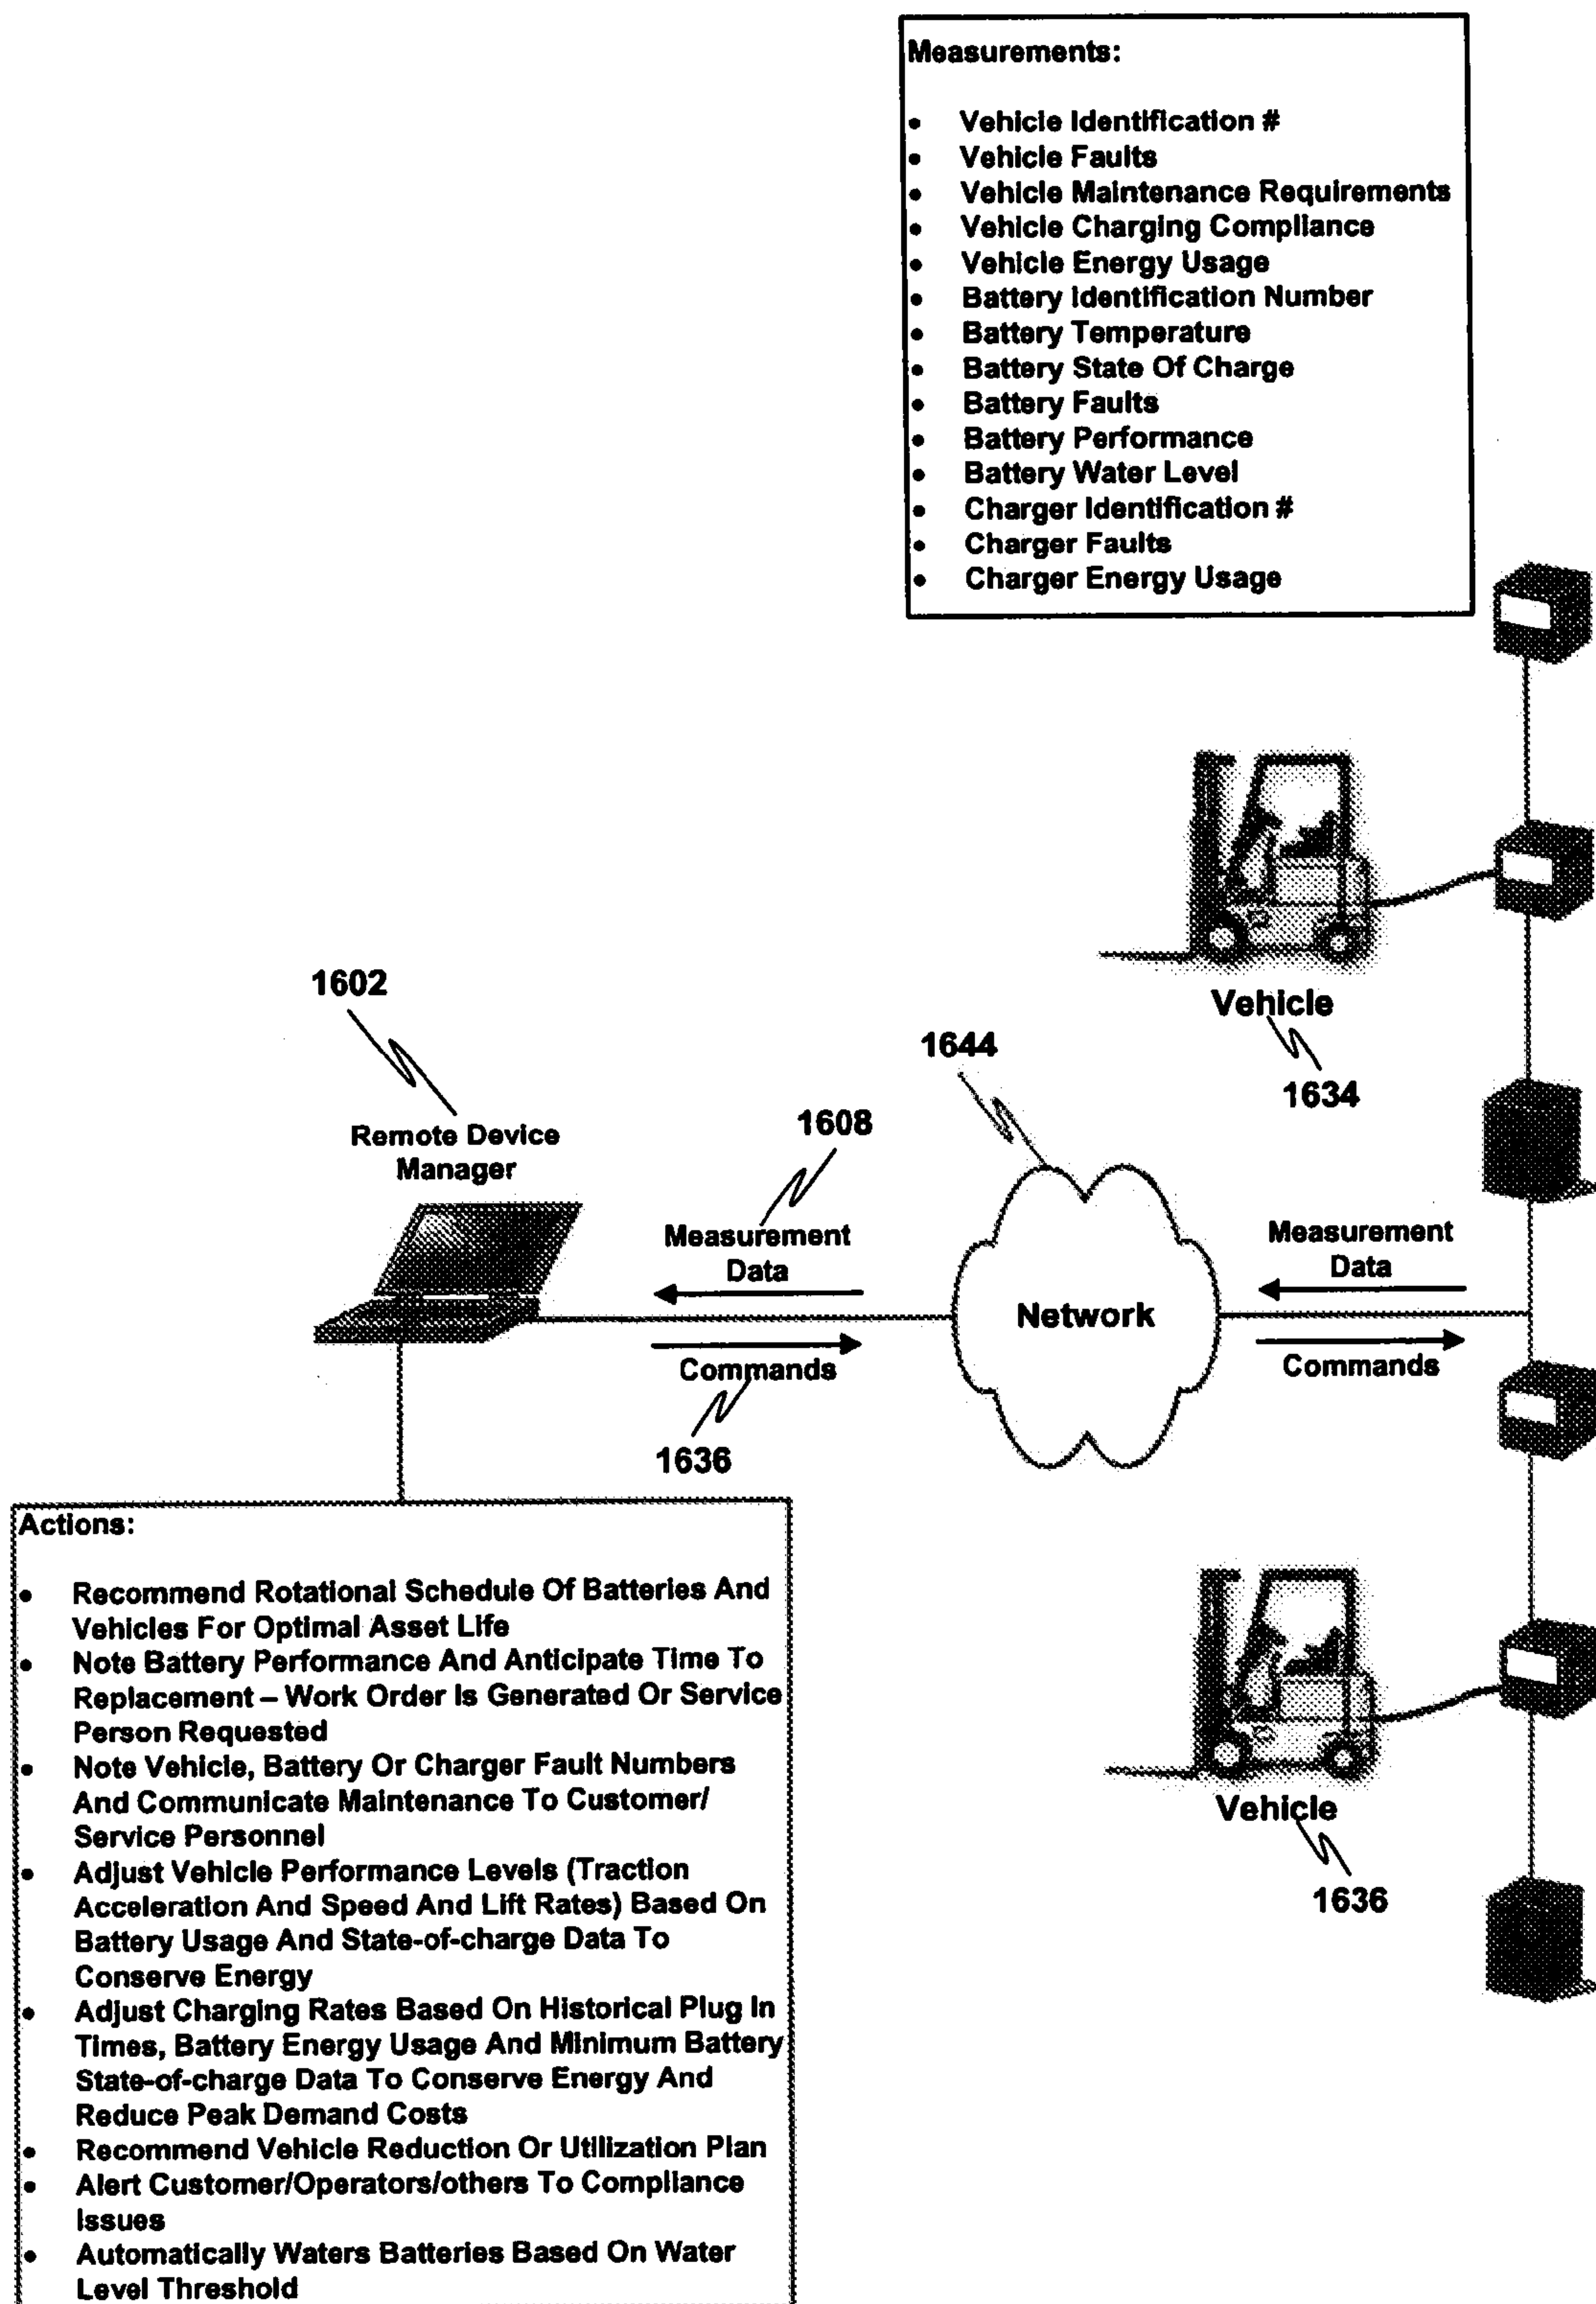 Measurements:
• Vehicle Identification #
• Vehicle Faults
• Vehicle Maintenance Requirements
• Vehicle Charging Compliance
• Vehicle Energy Usage
• Battery Identification Number
• Battery Temperature
• Battery State Of Charge
• Battery Faults
• Battery Performance
• Battery Water Level
• Charger Identification #
• Charger Faults
• Charger Energy Usage
Vehicle
1634
1602
Remote Device
Manager
1608
Measurement
Data
Commands
1636
1644
Network
Measurement
Data
Commands
Vehicle
1636
Actions:
• Recommend Rotational Schedule Of Batteries And
Vehicles For Optimal Asset Life
• Note Battery Performance And Anticipate Time To
Replacement – Work Order Is Generated Or Service
Person Requested
• Note Vehicle, Battery Or Charger Fault Numbers
And Communicate Maintenance To Customer/
Service Personnel
• Adjust Vehicle Performance Levels (Traction
Acceleration And Speed And Lift Rates) Based On
Battery Usage And State-of-charge Data To
Conserve Energy
• Adjust Charging Rates Based On Historical Plug In
Times, Battery Energy Usage And Minimum Battery
State-of-charge Data To Conserve Energy And
Reduce Peak Demand Costs
• Recommend Vehicle Reduction Or Utilization Plan
• Alert Customer/Operators/others To Compliance
Issues
• Automatically Waters Batteries Based On Water
Level Threshold